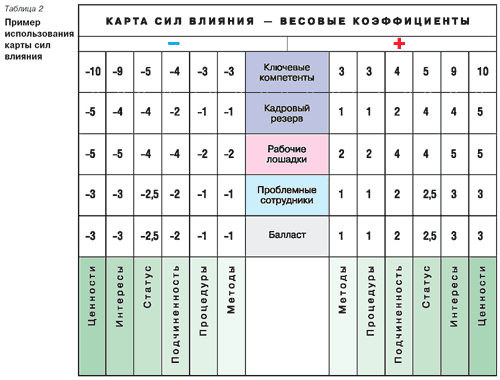 Таблица 2
Пример
использования
карты сил
влияния
КАРТА СИЛ ВЛИЯНИЯ — ВЕСОВЫЕ КОЭФФИЦИЕНТЫ
− +
-10 -9 -5 -4 -3 -3 Ключевые компетенты 3 3 4 5 9 10
-5 -4 -4 -2 -1 -1 Кадровый резерв 1 1 2 4 4 5
-5 -5 -4 -4 -2 -2 Рабочие лошадки 2 2 4 4 5 5
-3 -3 -2,5 -2 -1 -1 Проблемные сотрудники 1 1 2 2,5 3 3
-3 -3 -2,5 -2 -1 -1 Балласт 1 1 2 2,5 3 3
Ценности Интересы Статус Подчиненность Процедуры Методы Методы Процедуры Подчиненность Статус Интересы Ценности